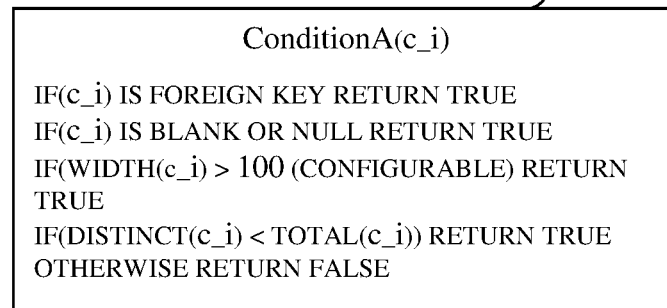 ConditionA(c_i)
IF(c_i) IS FOREIGN KEY RETURN TRUE
IF(c_i) IS BLANK OR NULL RETURN TRUE
IF(WIDTH(c_i) > 100 (CONFIGURABLE) RETURN
TRUE
IF(DISTINCT(c_i) < TOTAL(c_i)) RETURN TRUE
OTHERWISE RETURN FALSE